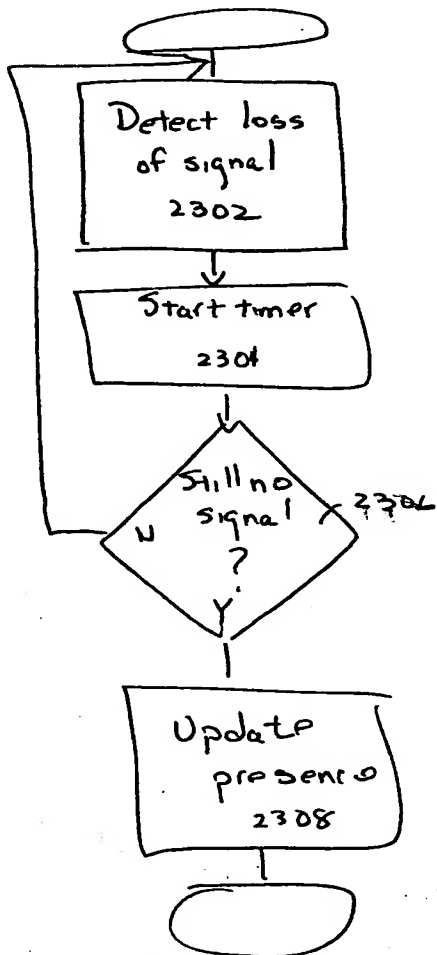 Detect loss
of signal
2302
Start timer
2304
Still no
signal
?
N
Y
2306
Update
presence
2308